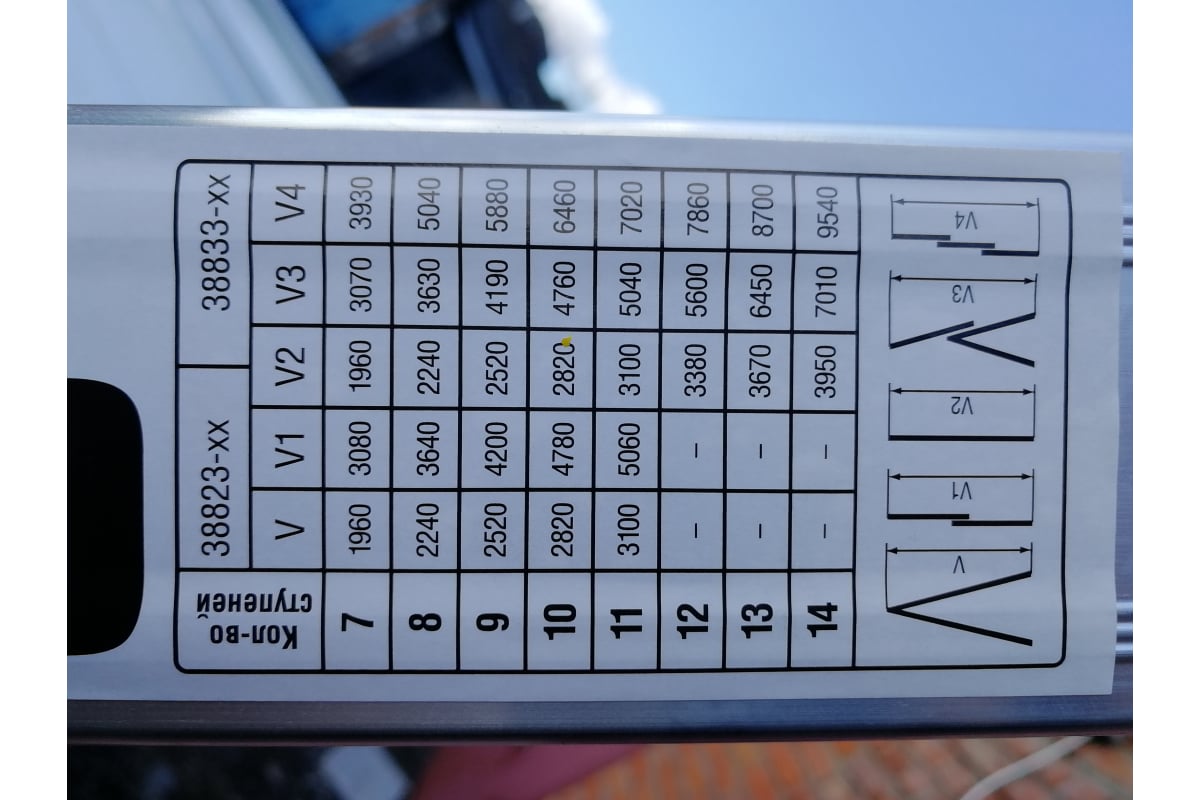 Кол-во ступеней 38823-xx 38833-xx
V V1 V2 V3 V4
7 1960 3080 1960 3070 3930
8 2240 3640 2240 3630 5040
9 2520 4200 2520 4190 5880
10 2820 4780 2820 4760 6460
11 3100 5060 3100 5040 7020
12 – – 3380 5600 7860
13 – – 3670 6450 8700
14 – – 3950 7010 9540
V V1 V2 V3 V4